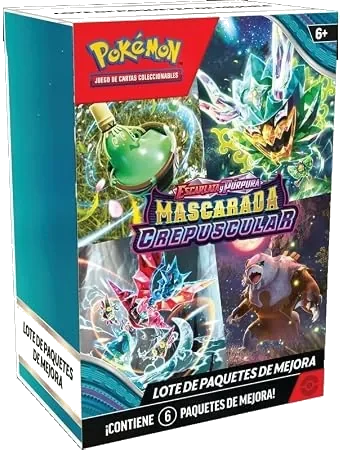 Pokémon
JUEGO DE CARTAS COLECCIONABLES
6+
ESCARLATA Y PÚRPURA
MASCARADA
CREPUSCULAR
LOTE DE PAQUETES
DE MEJORA
LOTE DE PAQUETES DE MEJORA
¡CONTIENE 6 PAQUETES DE MEJORA!